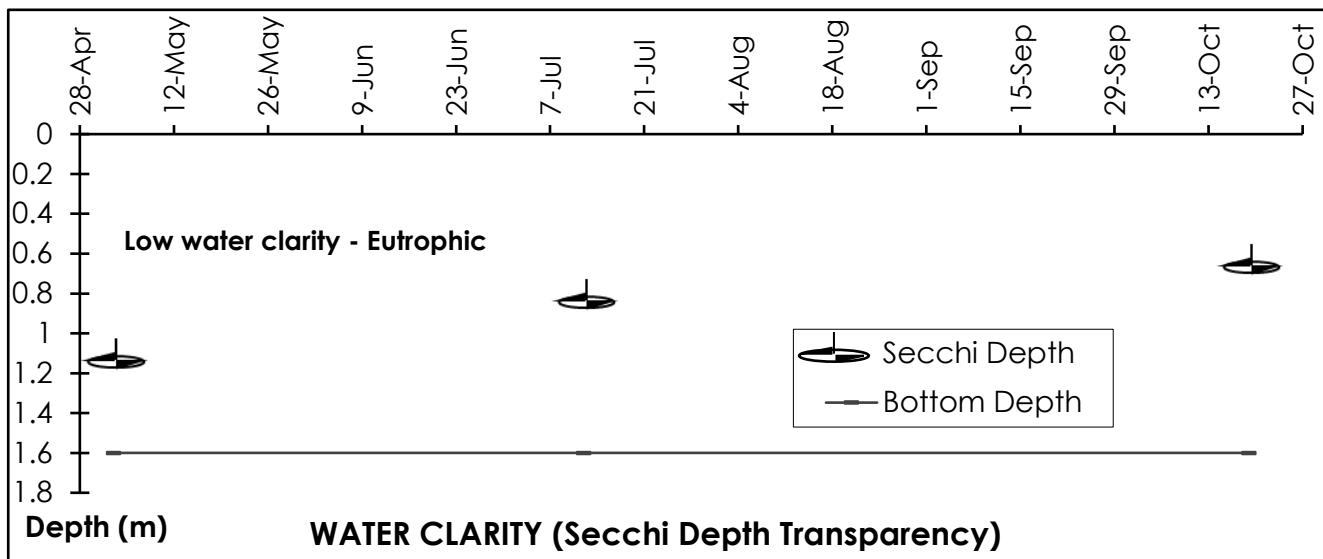 28-Apr
12-May
26-May
9-Jun
23-Jun
7-Jul
21-Jul
4-Aug
18-Aug
1-Sep
15-Sep
29-Sep
13-Oct
27-Oct
0
0.2
0.4
0.6
0.8
1
1.2
1.4
1.6
1.8
Low water clarity - Eutrophic
Secchi Depth
Bottom Depth
Depth (m)
WATER CLARITY (Secchi Depth Transparency)